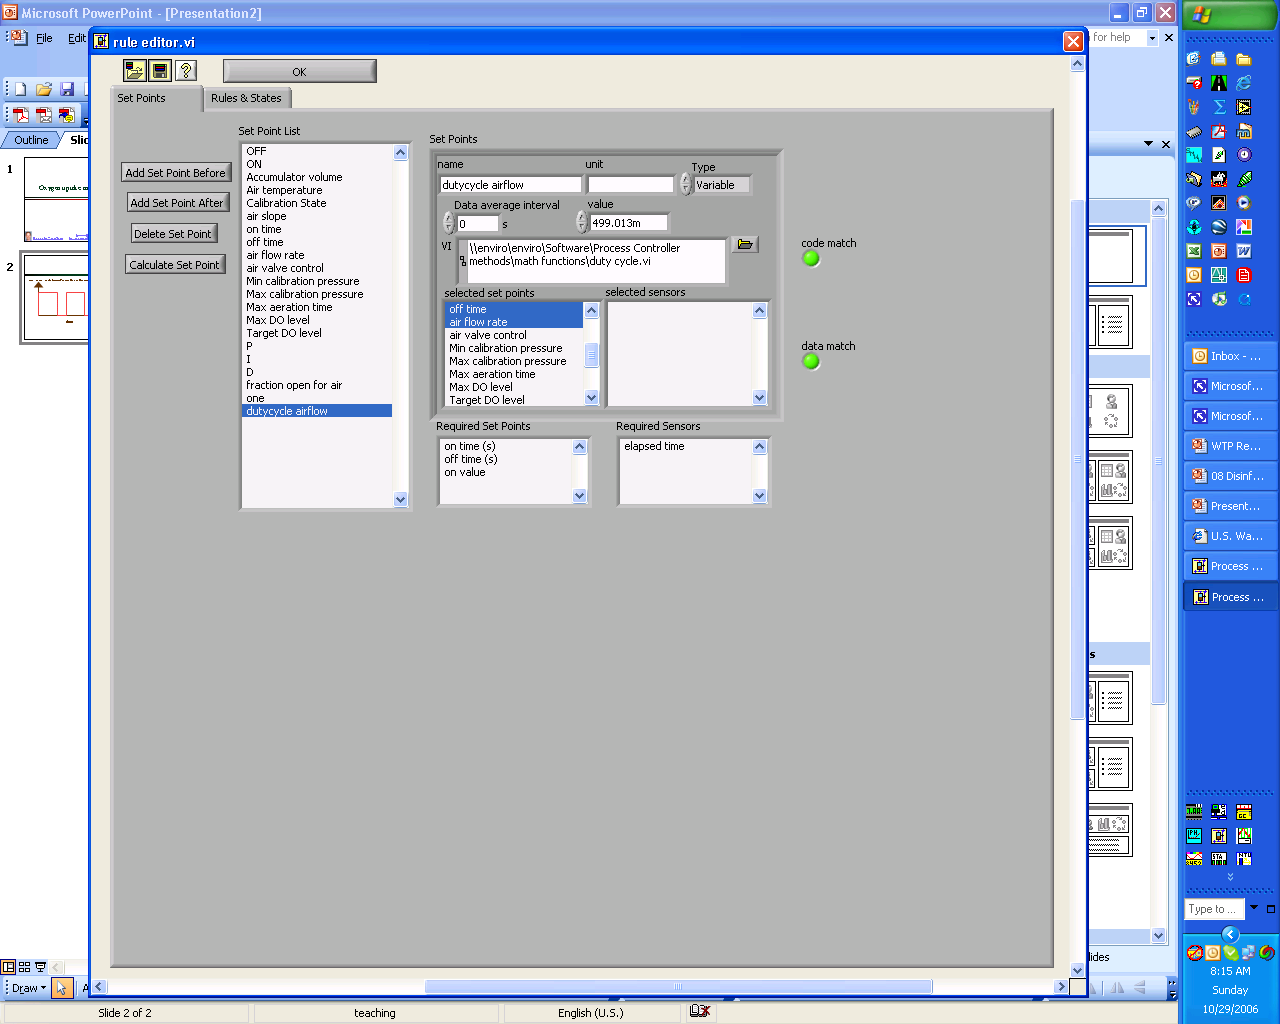 Microsoft PowerPoint - [Presentation2]
File Edit
for help
rule editor.vi
OK
Set Points
Rules & States
Outline
Slid
1
2
Add Set Point Before
Add Set Point After
Delete Set Point
Calculate Set Point
Set Point List
OFF
ON
Accumulator volume
Air temperature
Calibration State
air slope
on time
off time
air flow rate
air valve control
Min calibration pressure
Max calibration pressure
Max aeration time
Max DO level
Target DO level
P
I
D
fraction open for air
one
dutycycle airflow
Set Points
name
unit
Type
dutycycle airflow
Variable
Data average interval
value
0
s
499.013m
VI
\\enviro\enviro\Software\Process Controller
methods\math functions\duty cycle.vi
selected set points
off time
air flow rate
air valve control
Min calibration pressure
Max calibration pressure
Max aeration time
Max DO level
Target DO level
selected sensors
code match
data match
Required Set Points
on time (s)
off time (s)
on value
Required Sensors
elapsed time
Inbox - ...
Microsof...
Microsof...
WTP Re...
08 Disinf...
Present...
U.S. Wa...
Process ...
Process ...
Type to ...
8:15 AM
Sunday
10/29/2006
s
lides
Draw
A
Slide 2 of 2
teaching
English (U.S.)